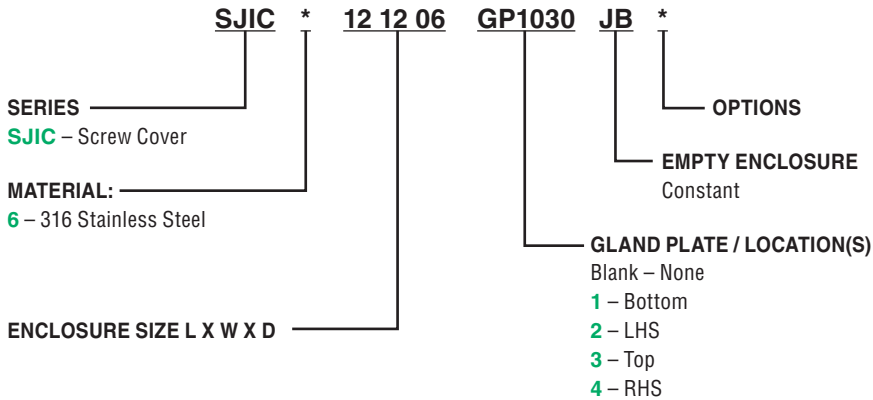 SJIC * 12 12 06 GP1030 JB *
SERIES
SJIC – Screw Cover
MATERIAL:
6 – 316 Stainless Steel
ENCLOSURE SIZE L X W X D
OPTIONS
EMPTY ENCLOSURE
Constant
GLAND PLATE / LOCATION(S)
Blank – None
1 – Bottom
2 – LHS
3 – Top
4 – RHS